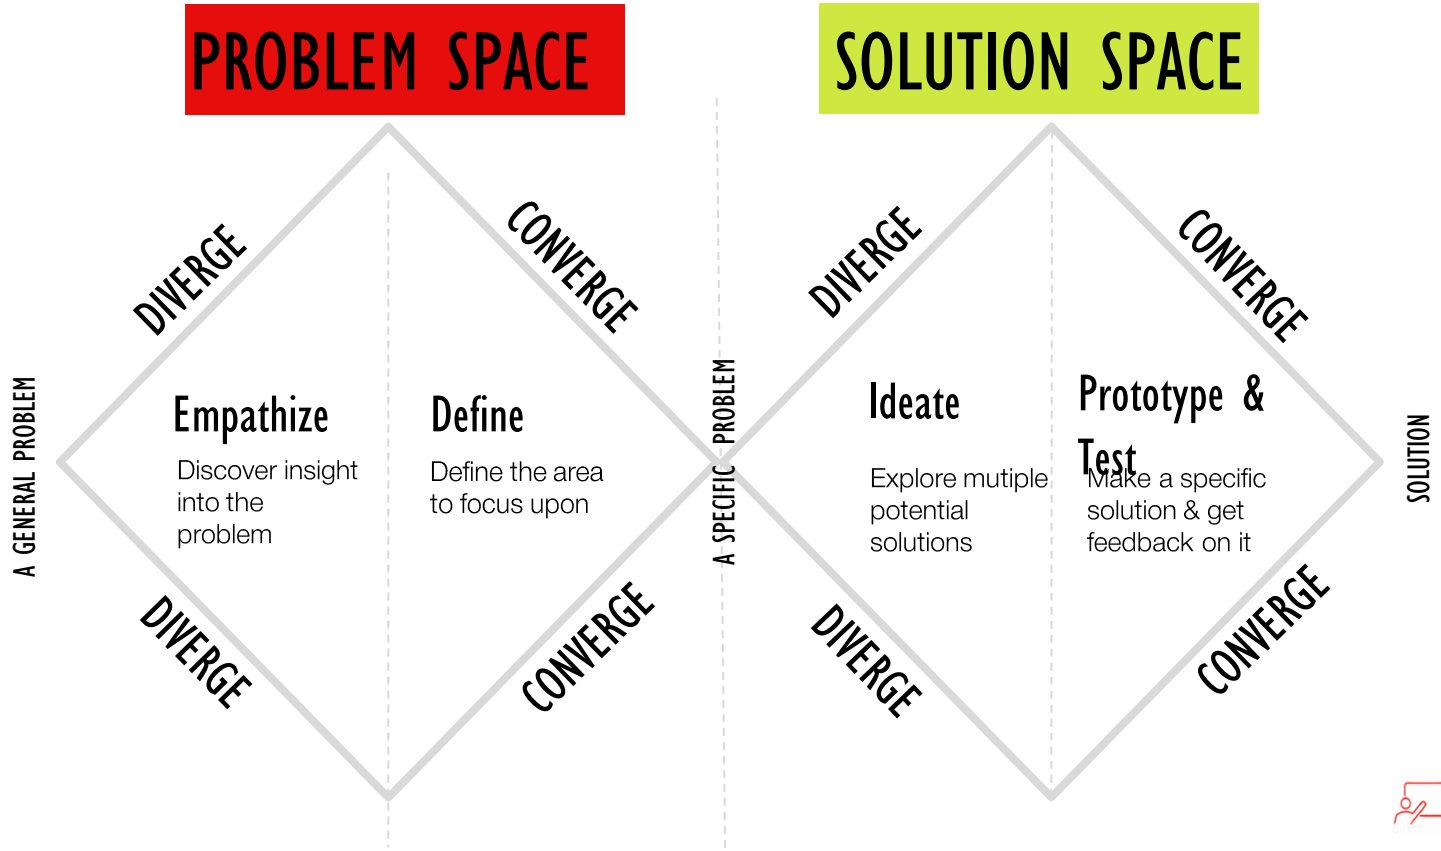 PROBLEM SPACE
SOLUTION SPACE
DIVERGE
CONVERGE
DIVERGE
CONVERGE
A GENERAL PROBLEM
Empathize
Discover insight
into the
problem
Define
Define the area
to focus upon
A SPECIFIC PROBLEM
Ideate
Explore mutiple
potential
solutions
Prototype &
Test
Make a specific
solution & get
feedback on it
SOLUTION
DIVERGE
CONVERGE
DIVERGE
CONVERGE